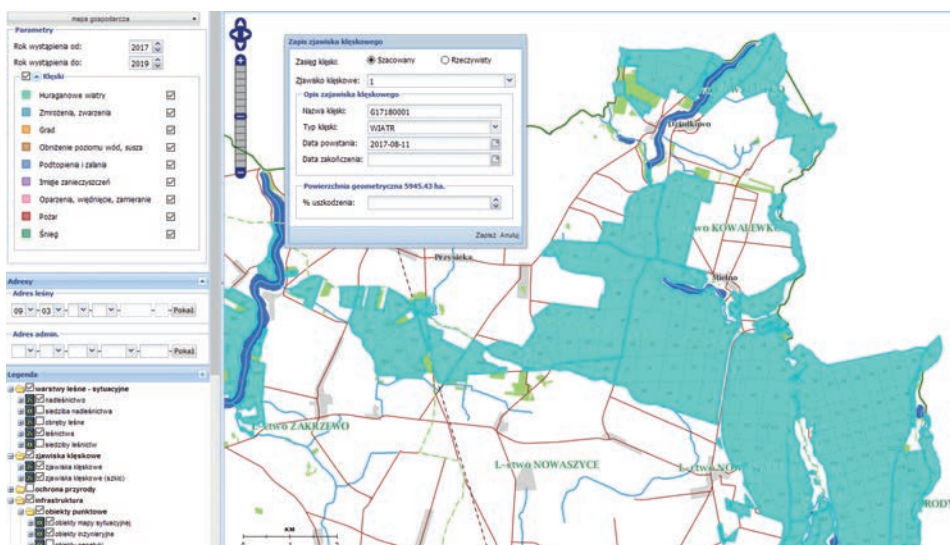 mapa gospodarcza
Parametry
Rok wystąpienia od: 2017
Rok wystąpienia do: 2019
Klęski
Huraganowe wiatry
Zmrożenia, zwarzenia
Grad
Obniżenie poziomu wód, susza
Podtopienia i zalania
Imisje zanieczyszczeń
Oparzenia, więdnięcie, zamieranie
Pożar
Śnieg
Adresy
Adres leśny
09 - 03 - - - - Pokaż
Adres admin.
- - - - Pokaż
Legenda
warstwy leśne - sytuacyjne
nadleśnictwo
siedziba nadleśnictwa
obręby leśne
leśnictwa
siedziby leśnictw
zjawiska klęskowe
zjawiska klęskowe
zjawiska klęskowe (szkic)
ochrona przyrody
infrastruktura
obiekty punktowe
obiekty mapy sytuacyjnej
obiekty inżynieryjne
Zapis zjawiska klęskowego
Zasięg klęski: Szacowany Rzeczywisty
Zjawisko klęskowe: 1
Opis zajawiska klęskowego
Nazwa klęski: G17180001
Typ klęski: WIATR
Data powstania: 2017-08-11
Data zakończenia:
Powierzchnia geometryczna 5945.43 ha.
% uszkodzenia:
Zapisz Anuluj
Dziadkowo
two KOWALEWKO
Przysieka
Mielno
L-ctwo ZAKRZEWO
L-ctwo NOWASZYCE
KM